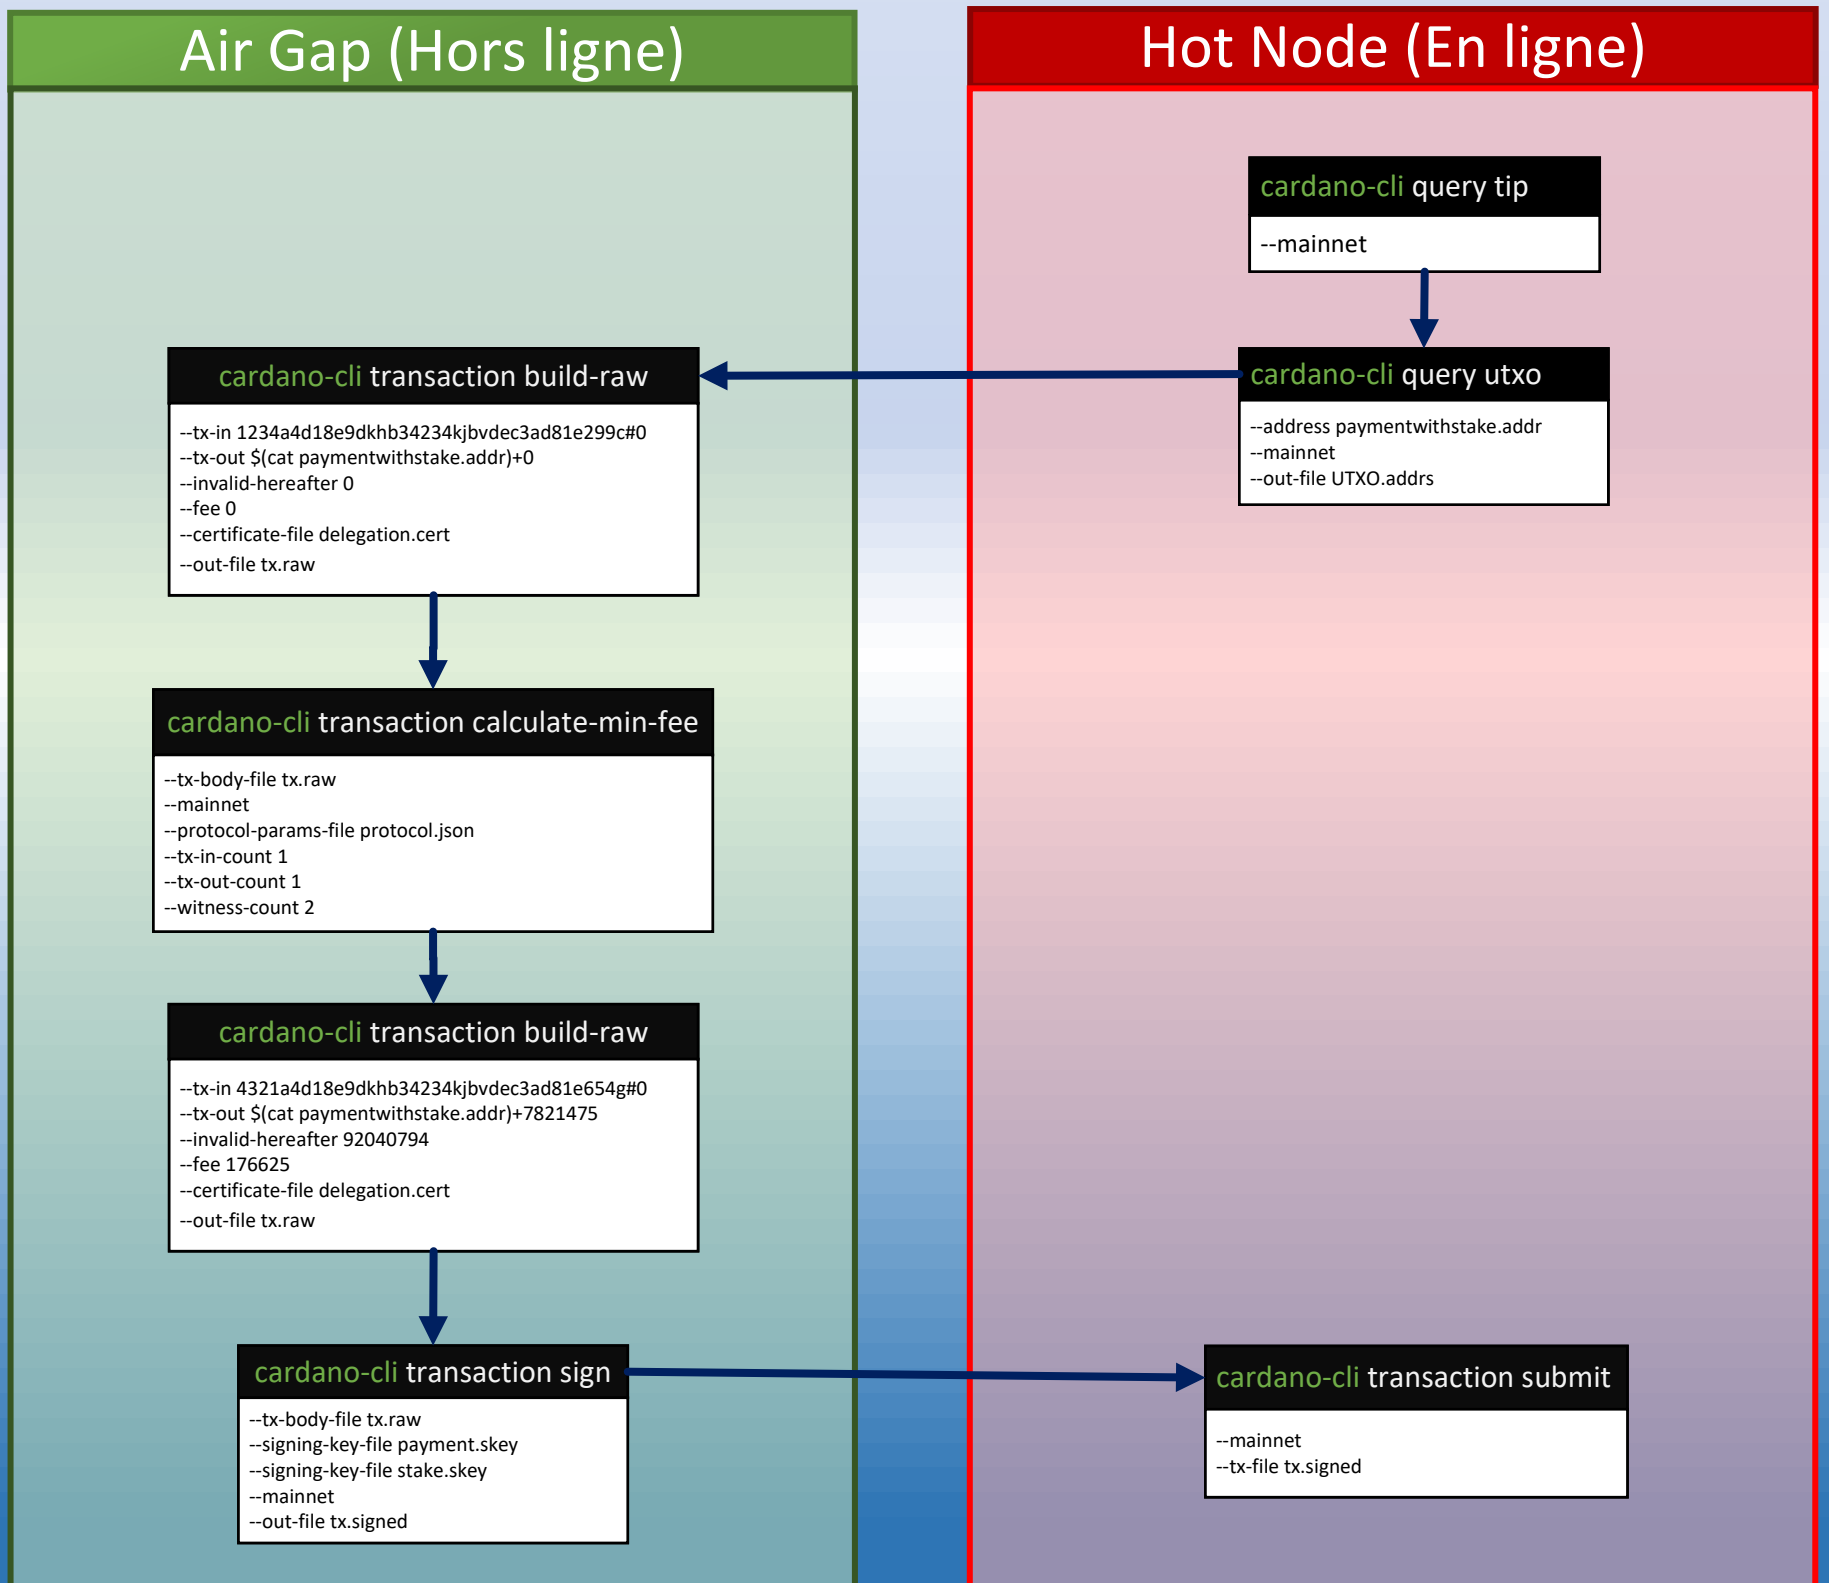 Air Gap (Hors ligne)
Hot Node (En ligne)
cardano-cli query tip
--mainnet
cardano-cli query utxo
--address paymentwithstake.addr
--mainnet
--out-file UTXO.addrs
cardano-cli transaction build-raw
--tx-in 1234a4d18e9dkhb34234kjbvdec3ad81e299c#0
--tx-out $(cat paymentwithstake.addr)+0
--invalid-hereafter 0
--fee 0
--certificate-file delegation.cert
--out-file tx.raw
cardano-cli transaction calculate-min-fee
--tx-body-file tx.raw
--mainnet
--protocol-params-file protocol.json
--tx-in-count 1
--tx-out-count 1
--witness-count 2
cardano-cli transaction build-raw
--tx-in 4321a4d18e9dkhb34234kjbvdec3ad81e654g#0
--tx-out $(cat paymentwithstake.addr)+7821475
--invalid-hereafter 92040794
--fee 176625
--certificate-file delegation.cert
--out-file tx.raw
cardano-cli transaction sign
--tx-body-file tx.raw
--signing-key-file payment.skey
--signing-key-file stake.skey
--mainnet
--out-file tx.signed
cardano-cli transaction submit
--mainnet
--tx-file tx.signed